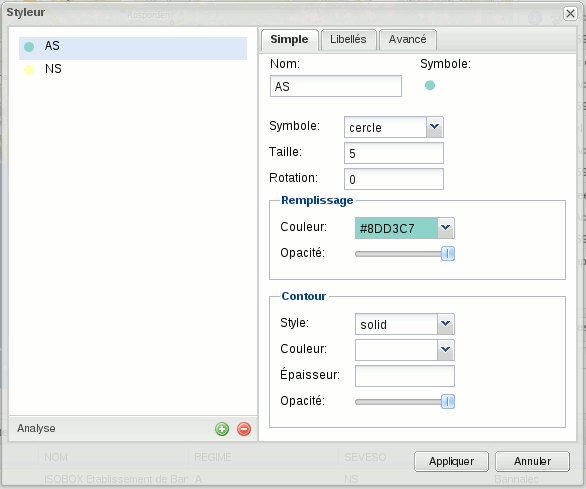 Styleur
AS
NS
Simple
Libellés
Avancé
Nom:
Symbole:
AS
Symbole:
cercle
Taille:
5
Rotation:
0
Remplissage
Couleur:
#8DD3C7
Opacité:
Contour
Style:
solid
Couleur:
Épaisseur:
Opacité:
Analyse
NOM
REGIME
SEVESO
Appliquer
Annuler
ISOBOX Etablissement de Bar
A
NS
Bannalec